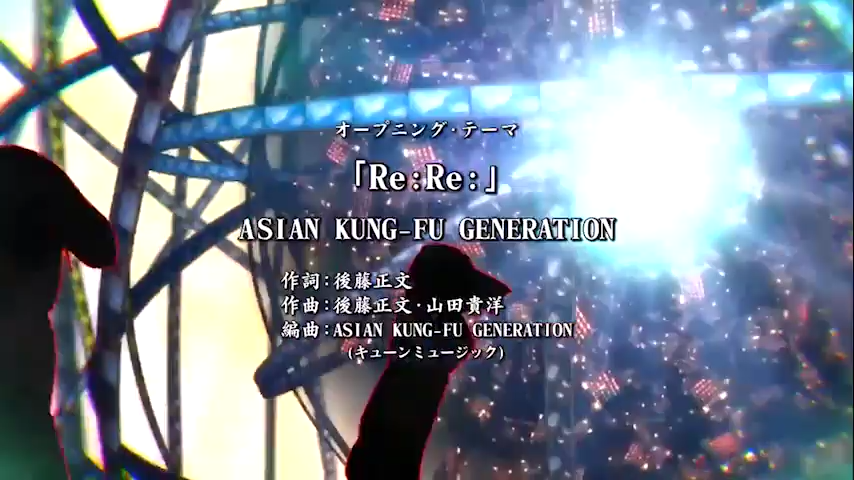 オープニング・テーマ
「Re:Re:」
ASIAN KUNG-FU GENERATION
作詞:後藤正文
作曲:後藤正文・山田貴洋
編曲:ASIAN KUNG-FU GENERATION
(キューンミュージック)